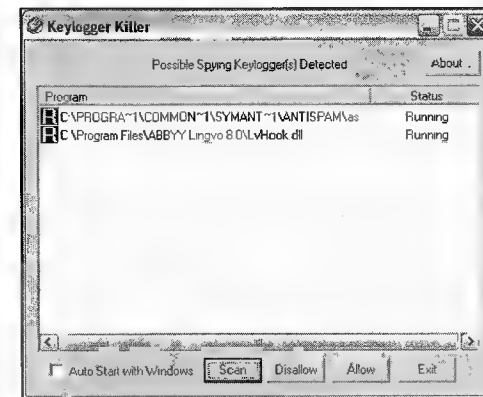 Keylogger Killer
Possible Spying Keylogger(s) Detected
About .
Program
Status
R C:\PROGRA~1\COMMON~1\SYMANT~1\ANTISPAM\as
Running
R C:\Program Files\ABBYY Lingvo 8.0\LvHook.dll
Running
Auto Start with Windows
Scan
Disallow
Allow
Exit